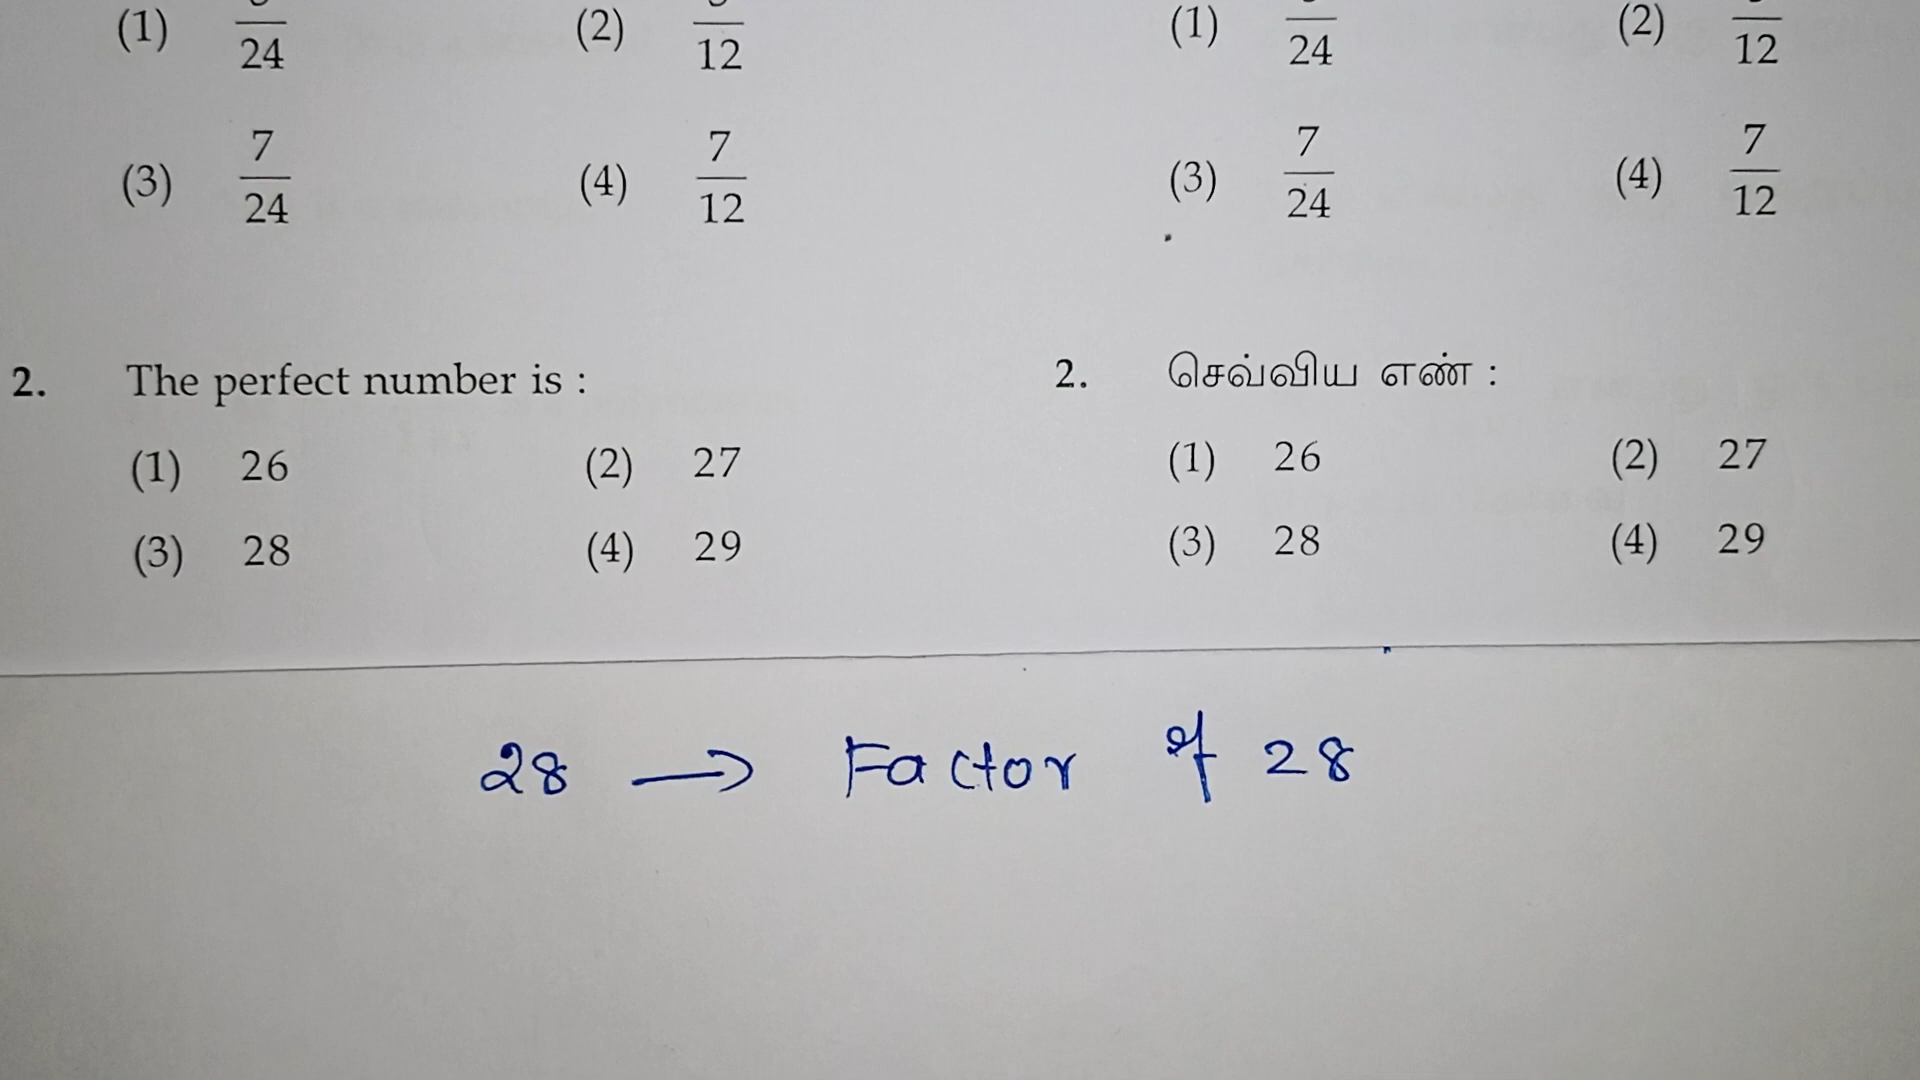 (1) 24 (2) 12
(3) 7/24 (4) 7/12
2. The perfect number is :
(1) 26 (2) 27
(3) 28 (4) 29
(1) 24 (2) 12
(3) 7/24 (4) 7/12
2. செவ்விய எண் :
(1) 26 (2) 27
(3) 28 (4) 29
28 → Factor of 28